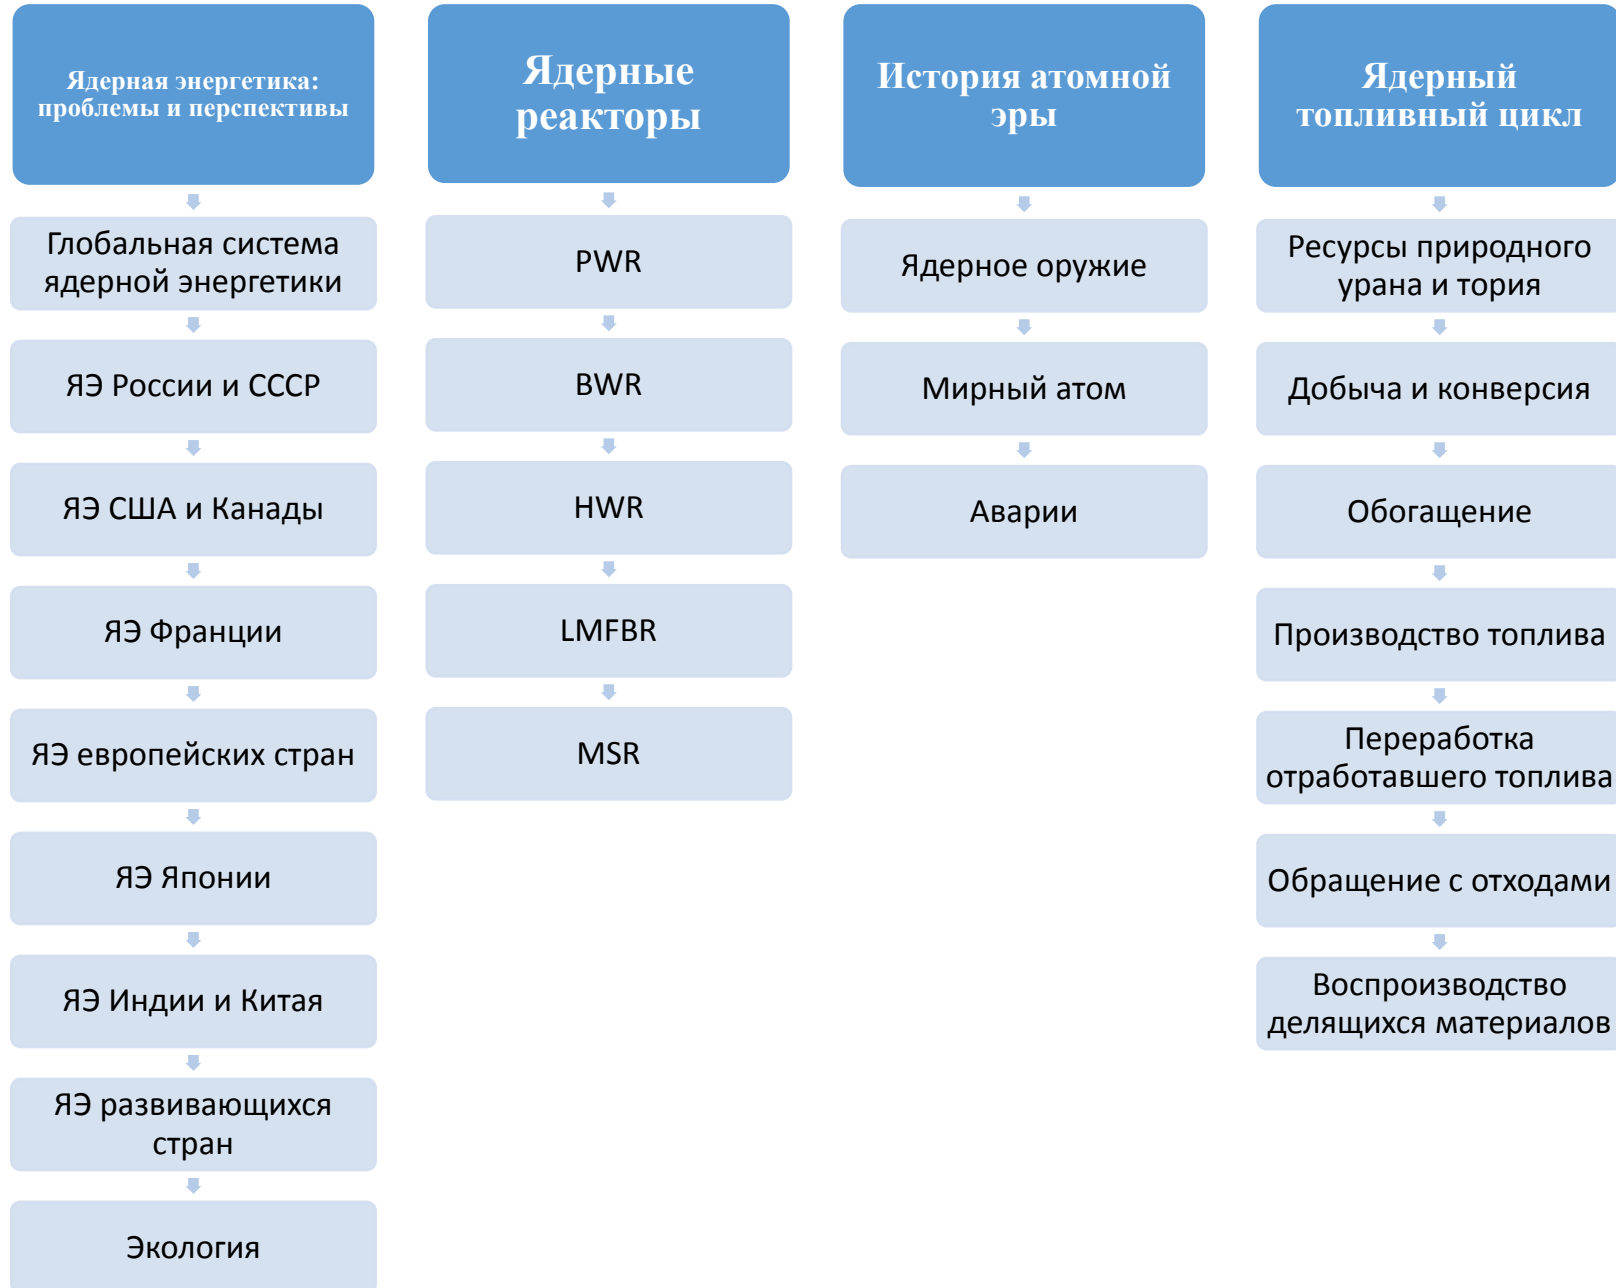 Ядерная энергетика:
проблемы и перспективы
Глобальная система
ядерной энергетики
ЯЭ России и СССР
ЯЭ США и Канады
ЯЭ Франции
ЯЭ европейских стран
ЯЭ Японии
ЯЭ Индии и Китая
ЯЭ развивающихся
стран
Экология
Ядерные
реакторы
PWR
BWR
HWR
LMFBR
MSR
История атомной
эры
Ядерное оружие
Мирный атом
Аварии
Ядерный
топливный цикл
Ресурсы природного
урана и тория
Добыча и конверсия
Обогащение
Производство топлива
Переработка
отработавшего топлива
Обращение с отходами
Воспроизводство
делящихся материалов